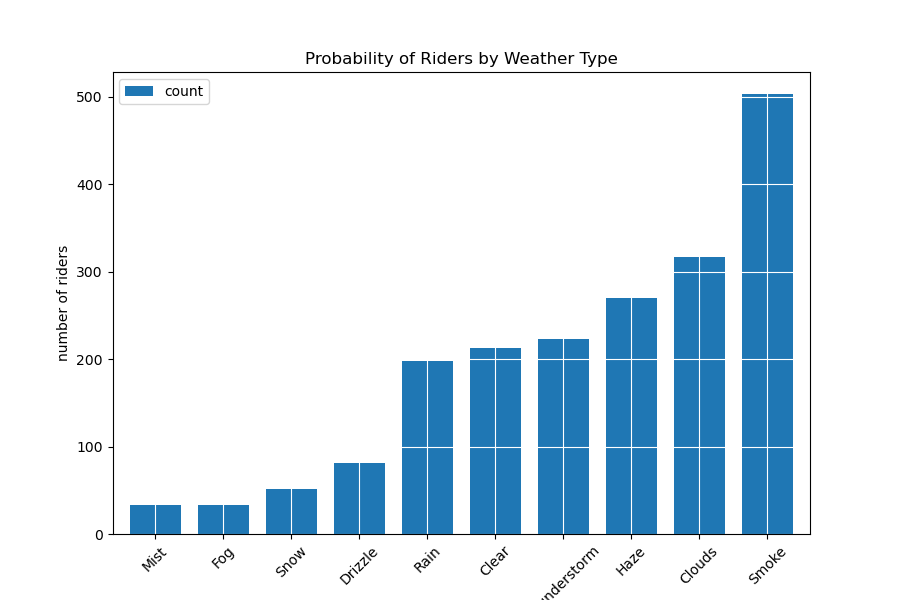 Probability of Riders by Weather Type
count
number of riders
500
400
300
200
100
0
Mist
Fog
Snow
Drizzle
Rain
Clear
understorm
Haze
Clouds
Smoke